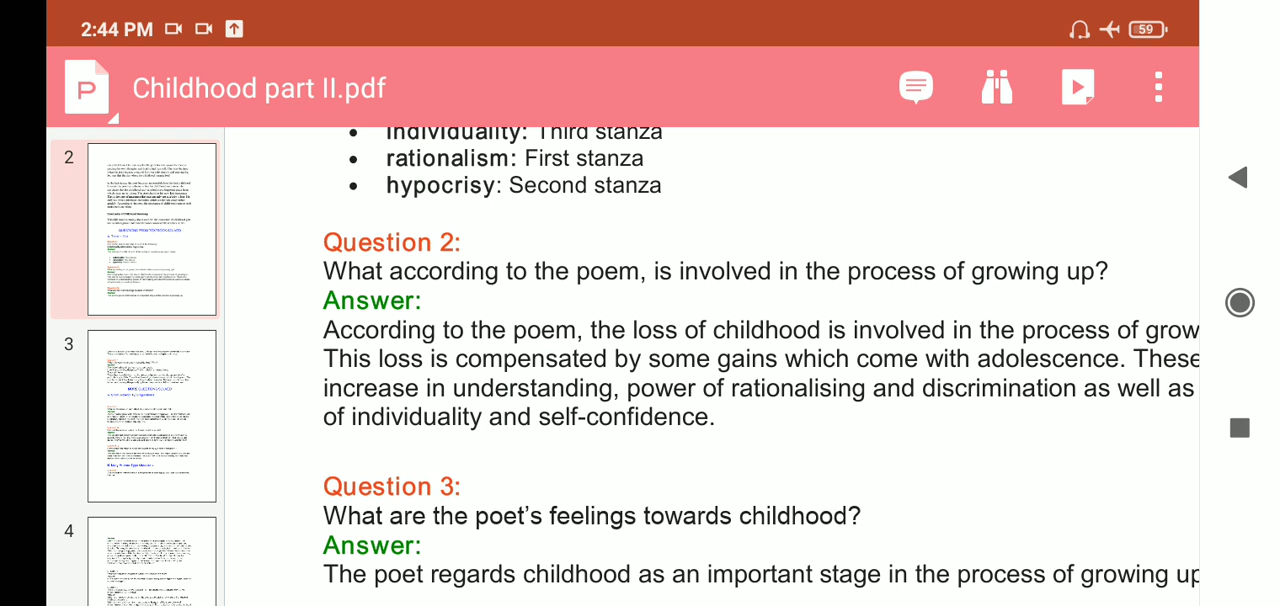 2:44 PM
59
P
Childhood part II.pdf
2
3
4
• individuality: Third stanza
• rationalism: First stanza
• hypocrisy: Second stanza
Question 2:
What according to the poem, is involved in the process of growing up?
Answer:
According to the poem, the loss of childhood is involved in the process of grow
This loss is compensated by some gains which come with adolescence. These
increase in understanding, power of rationalising and discrimination as well as
of individuality and self-confidence.
Question 3:
What are the poet’s feelings towards childhood?
Answer:
The poet regards childhood as an important stage in the process of growing up